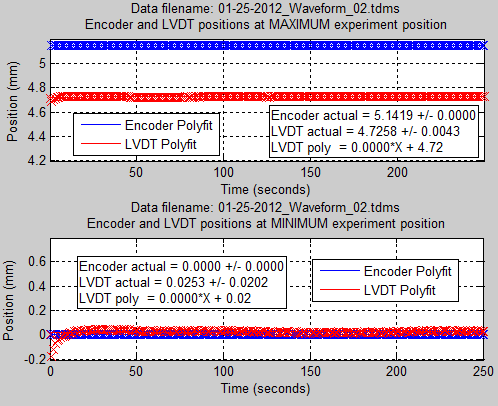 Data filename: 01-25-2012_Waveform_02.tdms
Encoder and LVDT positions at MAXIMUM experiment position
Position (mm)
5
4.8
4.6
4.4
4.2
Encoder Polyfit
LVDT Polyfit
Encoder actual = 5.1419 +/- 0.0000
LVDT actual = 4.7258 +/- 0.0043
LVDT poly = 0.0000*X + 4.72
50 100 150 200
Time (seconds)
Data filename: 01-25-2012_Waveform_02.tdms
Encoder and LVDT positions at MINIMUM experiment position
Position (mm)
0.6
0.4
0.2
0
-0.2
Encoder actual = 0.0000 +/- 0.0000
LVDT actual = 0.0253 +/- 0.0202
LVDT poly = 0.0000*X + 0.02
Encoder Polyfit
LVDT Polyfit
0 50 100 150 200 250
Time (seconds)